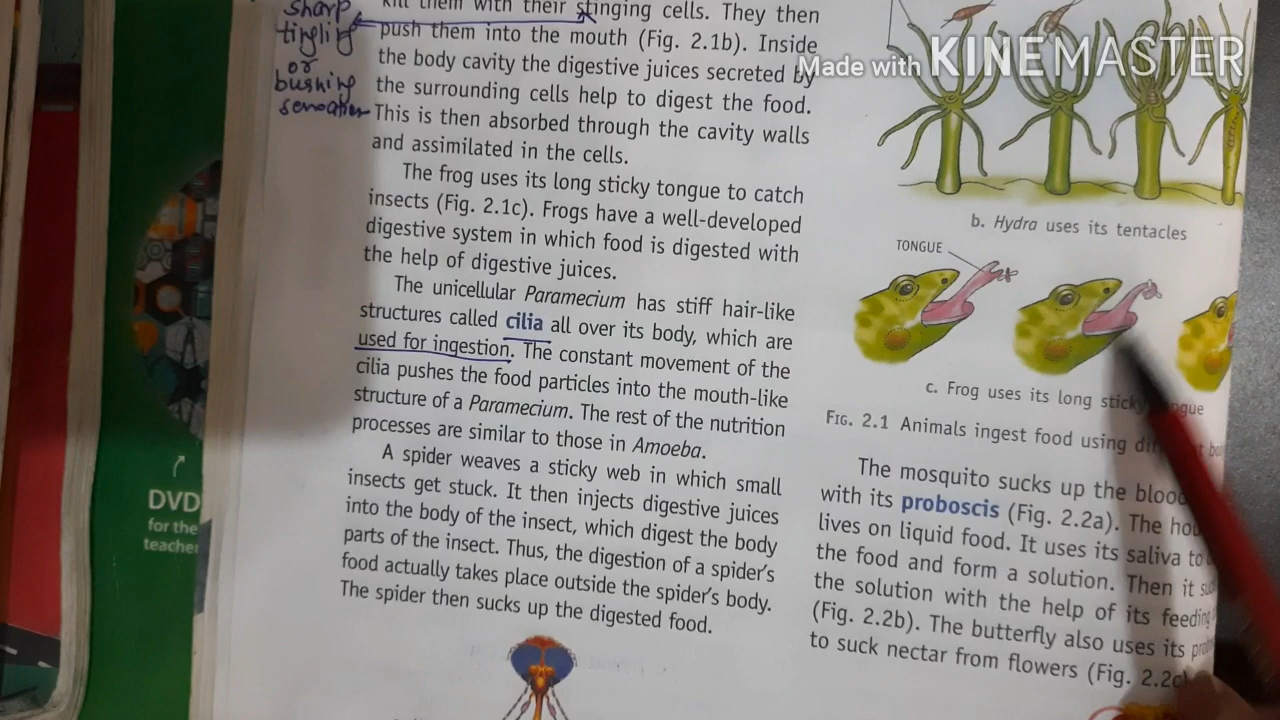 sharp
tingling
or
burning
sensation
kill them with their stinging cells. They then
push them into the mouth (Fig. 2.1b). Inside
the body cavity the digestive juices secreted by
the surrounding cells help to digest the food.
This is then absorbed through the cavity walls
and assimilated in the cells.
The frog uses its long sticky tongue to catch
insects (Fig. 2.1c). Frogs have a well-developed
digestive system in which food is digested with
the help of digestive juices.
The unicellular Paramecium has stiff hair-like
structures called cilia all over its body, which are
used for ingestion. The constant movement of the
cilia pushes the food particles into the mouth-like
structure of a Paramecium. The rest of the nutrition
processes are similar to those in Amoeba.
A spider weaves a sticky web in which small
insects get stuck. It then injects digestive juices
into the body of the insect, which digest the body
parts of the insect. Thus, the digestion of a spider's
food actually takes place outside the spider's body.
The spider then sucks up the digested food.
Made with KINEMASTER
b. Hydra uses its tentacles
TONGUE
c. Frog uses its long sticky
FIG. 2.1 Animals ingest food using
The mosquito sucks up the blood
with its proboscis (Fig. 2.2a). The
lives on liquid food. It uses its saliva to
the food and form a solution. Then it
the solution with the help of its feeding
(Fig. 2.2b). The butterfly also uses its
to suck nectar from flowers (Fig. 2.2c)
DVD
for the
teacher